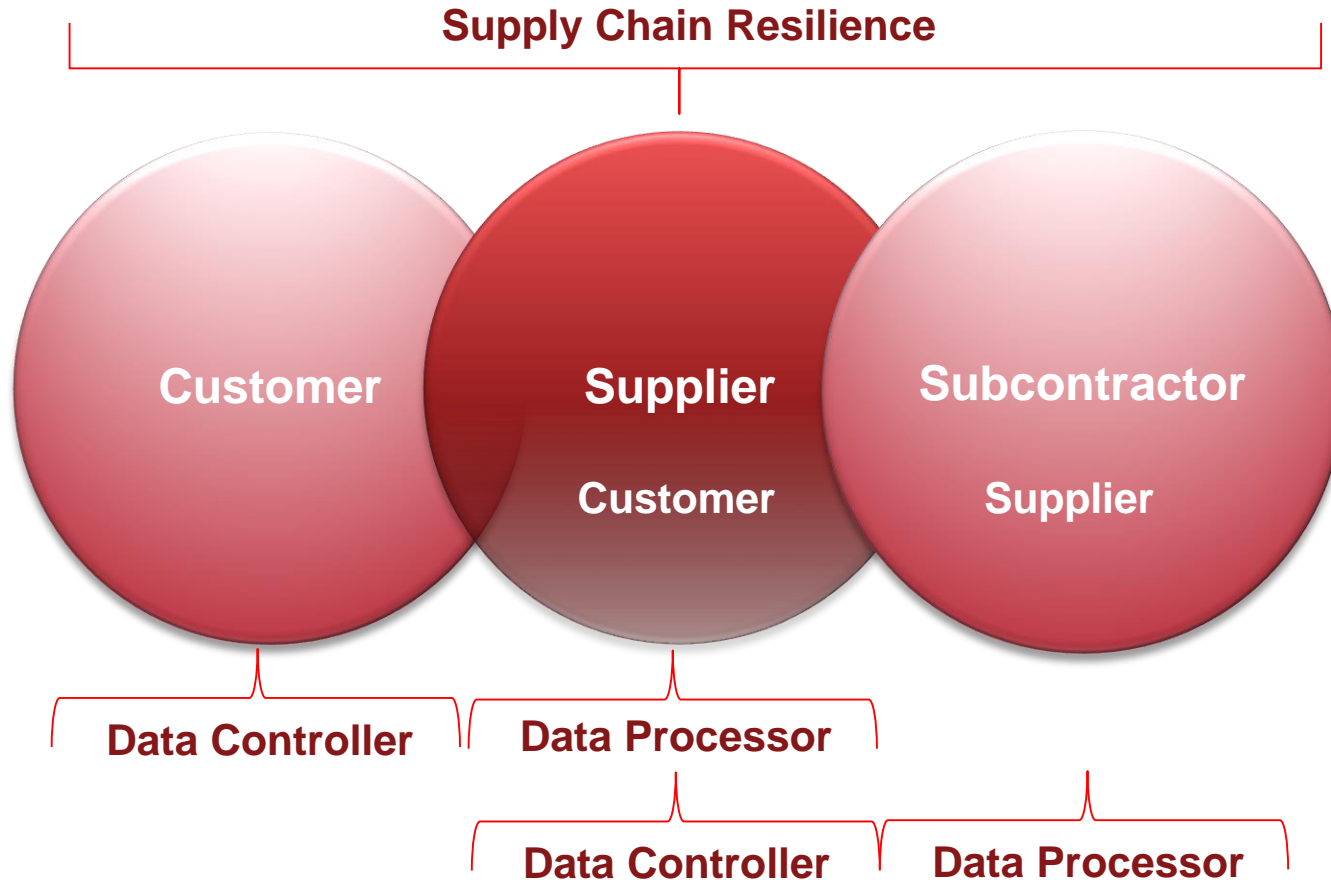 Supply Chain Resilience
Customer
Supplier
Customer
Subcontractor
Supplier
Data Controller
Data Processor
Data Controller
Data Processor